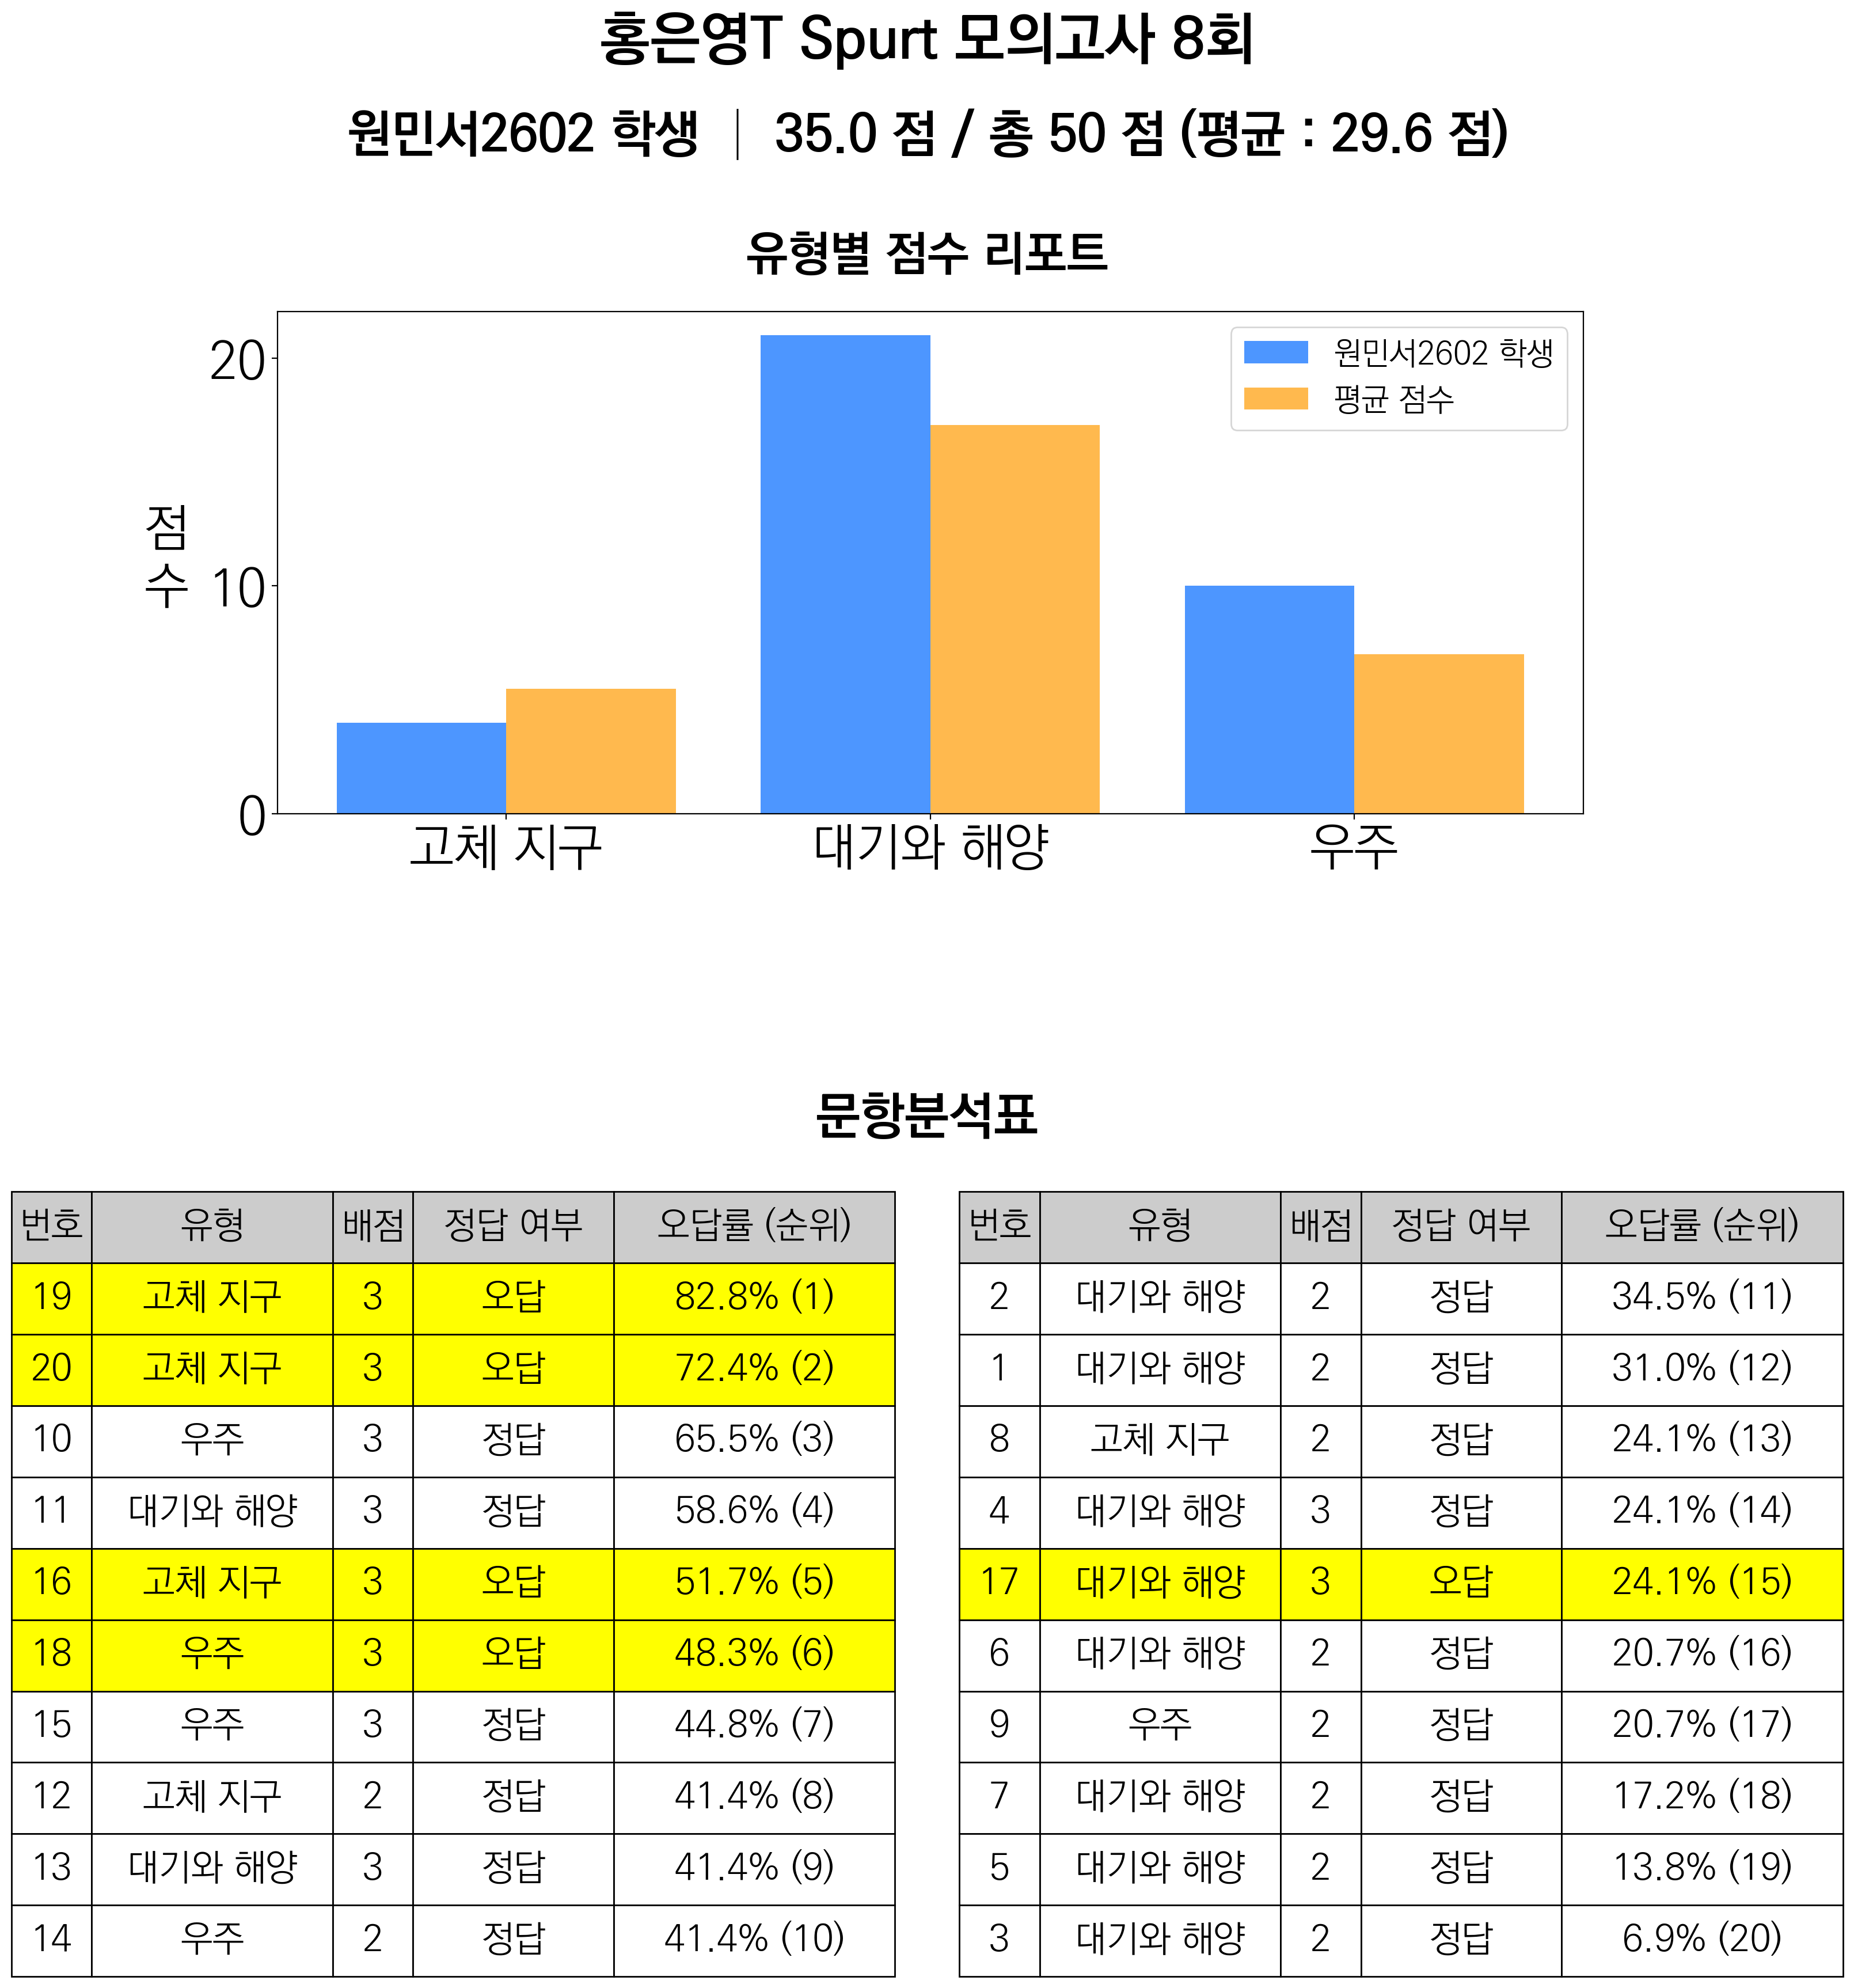 홍은영T Spurt 모의고사 8회
원민서2602 학생 | 35.0 점 / 총 50 점 (평균 : 29.6 점)
유형별 점수 리포트
원민서2602 학생
평균 점수
점수
20
10
0
고체 지구 대기와 해양 우주
문항분석표
번호 유형 배점 정답 여부 오답률 (순위)
19 고체 지구 3 오답 82.8% (1)
20 고체 지구 3 오답 72.4% (2)
10 우주 3 정답 65.5% (3)
11 대기와 해양 3 정답 58.6% (4)
16 고체 지구 3 오답 51.7% (5)
18 우주 3 오답 48.3% (6)
15 우주 3 정답 44.8% (7)
12 고체 지구 2 정답 41.4% (8)
13 대기와 해양 3 정답 41.4% (9)
14 우주 2 정답 41.4% (10)
번호 유형 배점 정답 여부 오답률 (순위)
2 대기와 해양 2 정답 34.5% (11)
1 대기와 해양 2 정답 31.0% (12)
8 고체 지구 2 정답 24.1% (13)
4 대기와 해양 3 정답 24.1% (14)
17 대기와 해양 3 오답 24.1% (15)
6 대기와 해양 2 정답 20.7% (16)
9 우주 2 정답 20.7% (17)
7 대기와 해양 2 정답 17.2% (18)
5 대기와 해양 2 정답 13.8% (19)
3 대기와 해양 2 정답 6.9% (20)